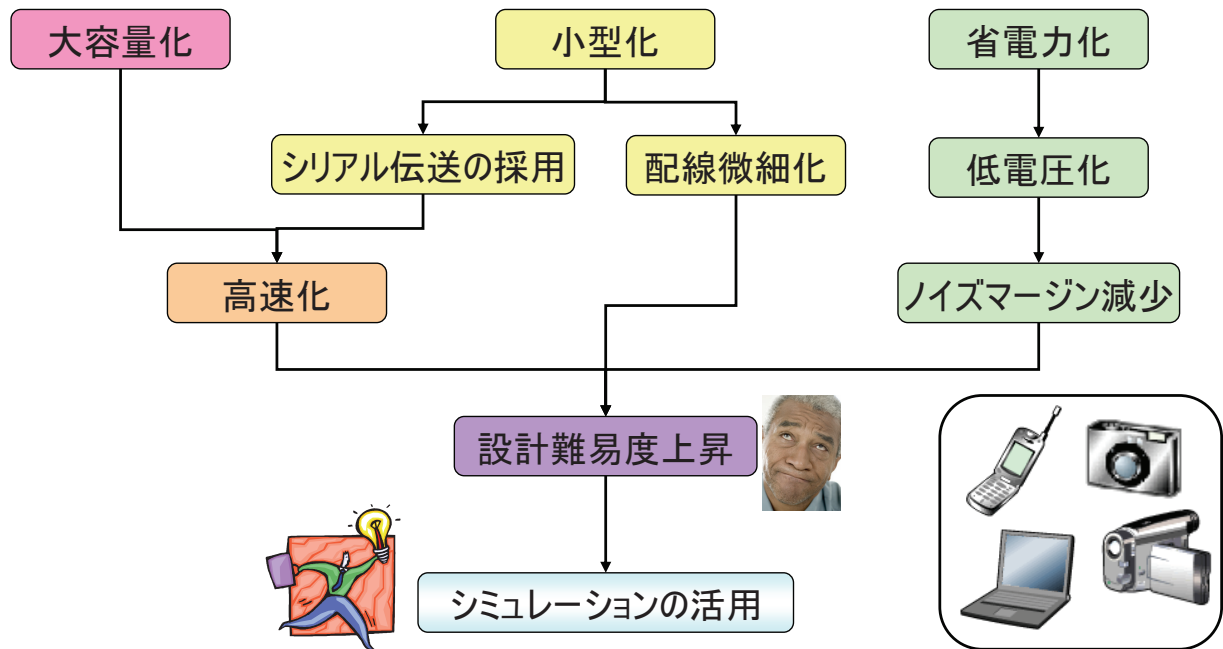 大容量化
小型化
省電力化
シリアル伝送の採用
配線微細化
低電圧化
高速化
ノイズマージン減少
設計難易度上昇
シミュレーションの活用